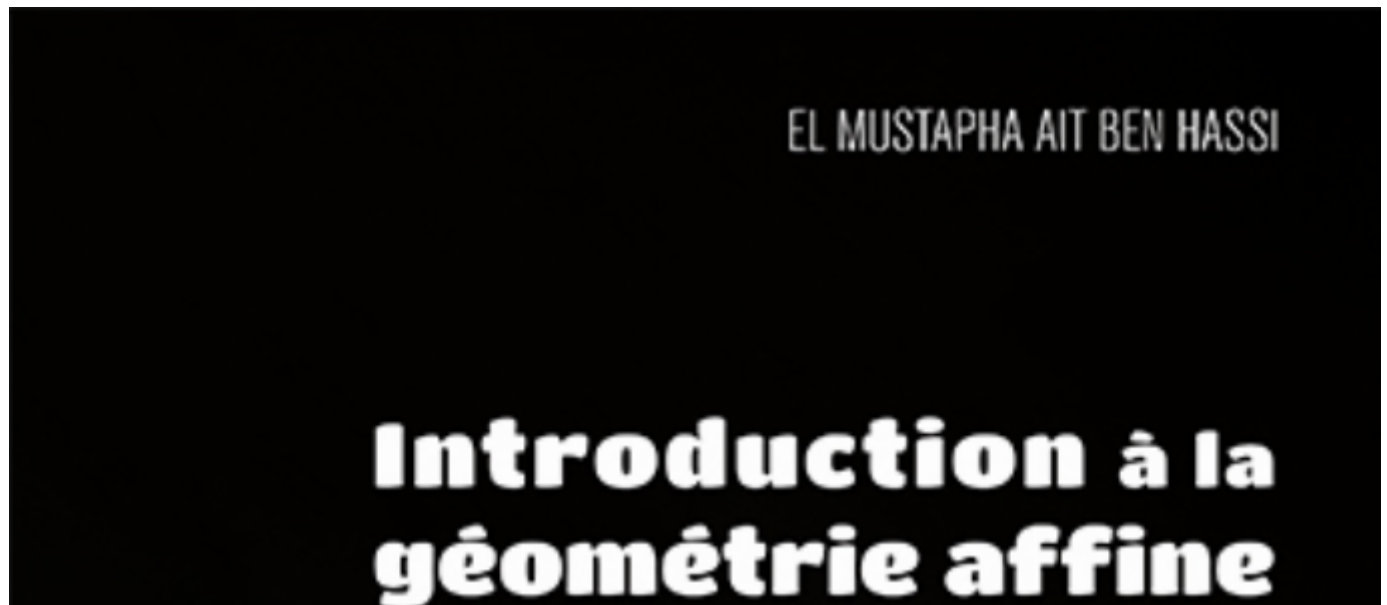 EL MUSTAPHA AIT BEN HASSI
Introduction à la
géométrie affine